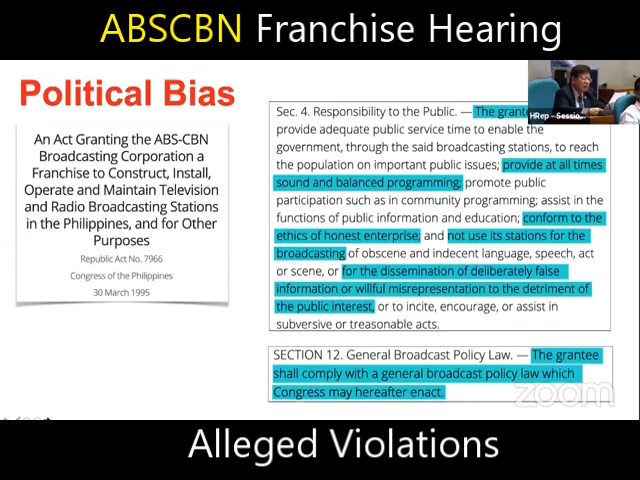 ABSCBN Franchise Hearing
Political Bias
An Act Granting the ABS-CBN
Broadcasting Corporation a
Franchise to Construct, Install,
Operate and Maintain Television
and Radio Broadcasting Stations
in the Philippines, and for Other
Purposes
Republic Act No. 7966
Congress of the Philippines
30 March 1995
HRep - Sessio...
Sec. 4. Responsibility to the Public. — The grant
provide adequate public service time to enable the
government, through the said broadcasting stations, to reach
the population on important public issues; provide at all times
sound and balanced programming; promote public
participation such as in community programming; assist in the
functions of public information and education; conform to the
ethics of honest enterprise; and not use its stations for the
broadcasting of obscene and indecent language, speech, act
or scene, or for the dissemination of deliberately false
information or willful misrepresentation to the detriment of
the public interest, or to incite, encourage, or assist in
subversive or treasonable acts.
SECTION 12. General Broadcast Policy Law. — The grantee
shall comply with a general broadcast policy law which
Congress may hereafter enact.
zoom
Alleged Violations